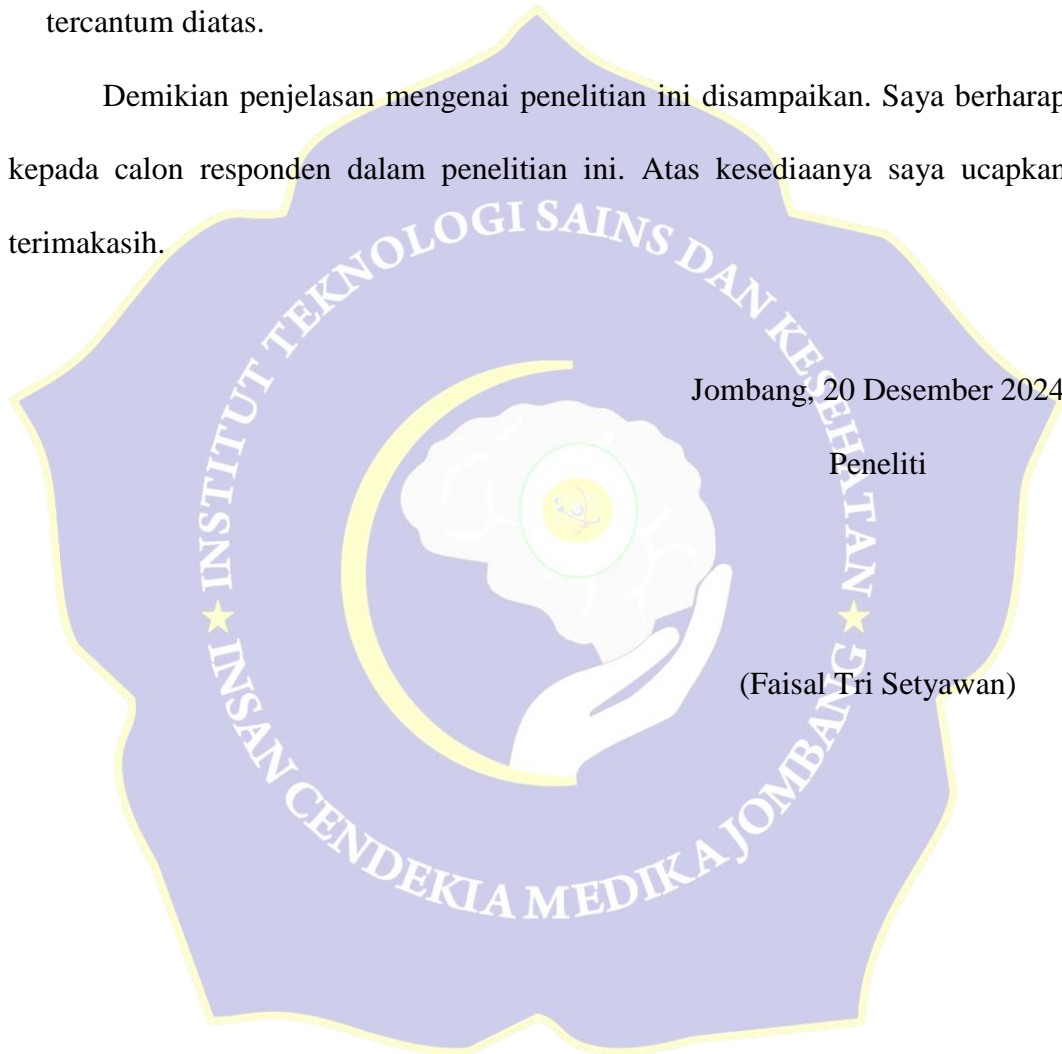 tercantum diatas.
Demikian penjelasan mengenai penelitian ini disampaikan. Saya berharap
kepada calon responden dalam penelitian ini. Atas kesediaanya saya ucapkan
terimakasih.
INSTITUT TEKNOLOGI SAINS DAN KESEHATAN
Jombang, 20 Desember 2024
Peneliti
(Faisal Tri Setyawan)
INSAN CENDEKIA MEDIKA JOMBANG